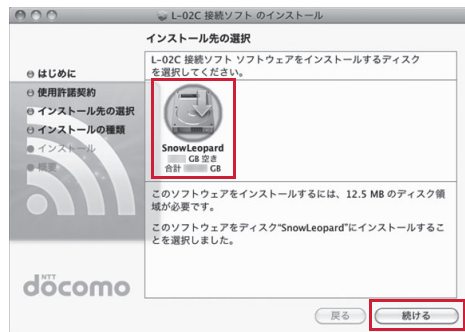 L-02C 接続ソフト のインストール
インストール先の選択
はじめに
使用許諾契約
インストール先の選択
インストールの種類
インストール
概要
L-02C 接続ソフト ソフトウェアをインストールするディスク
を選択してください。
SnowLeopard
GB 空き
合計 GB
このソフトウェアをインストールするには、12.5 MB のディスク領
域が必要です。
このソフトウェアをディスク“SnowLeopard”にインストールするこ
とを選択しました。
NTT
döcomo
戻る
続ける